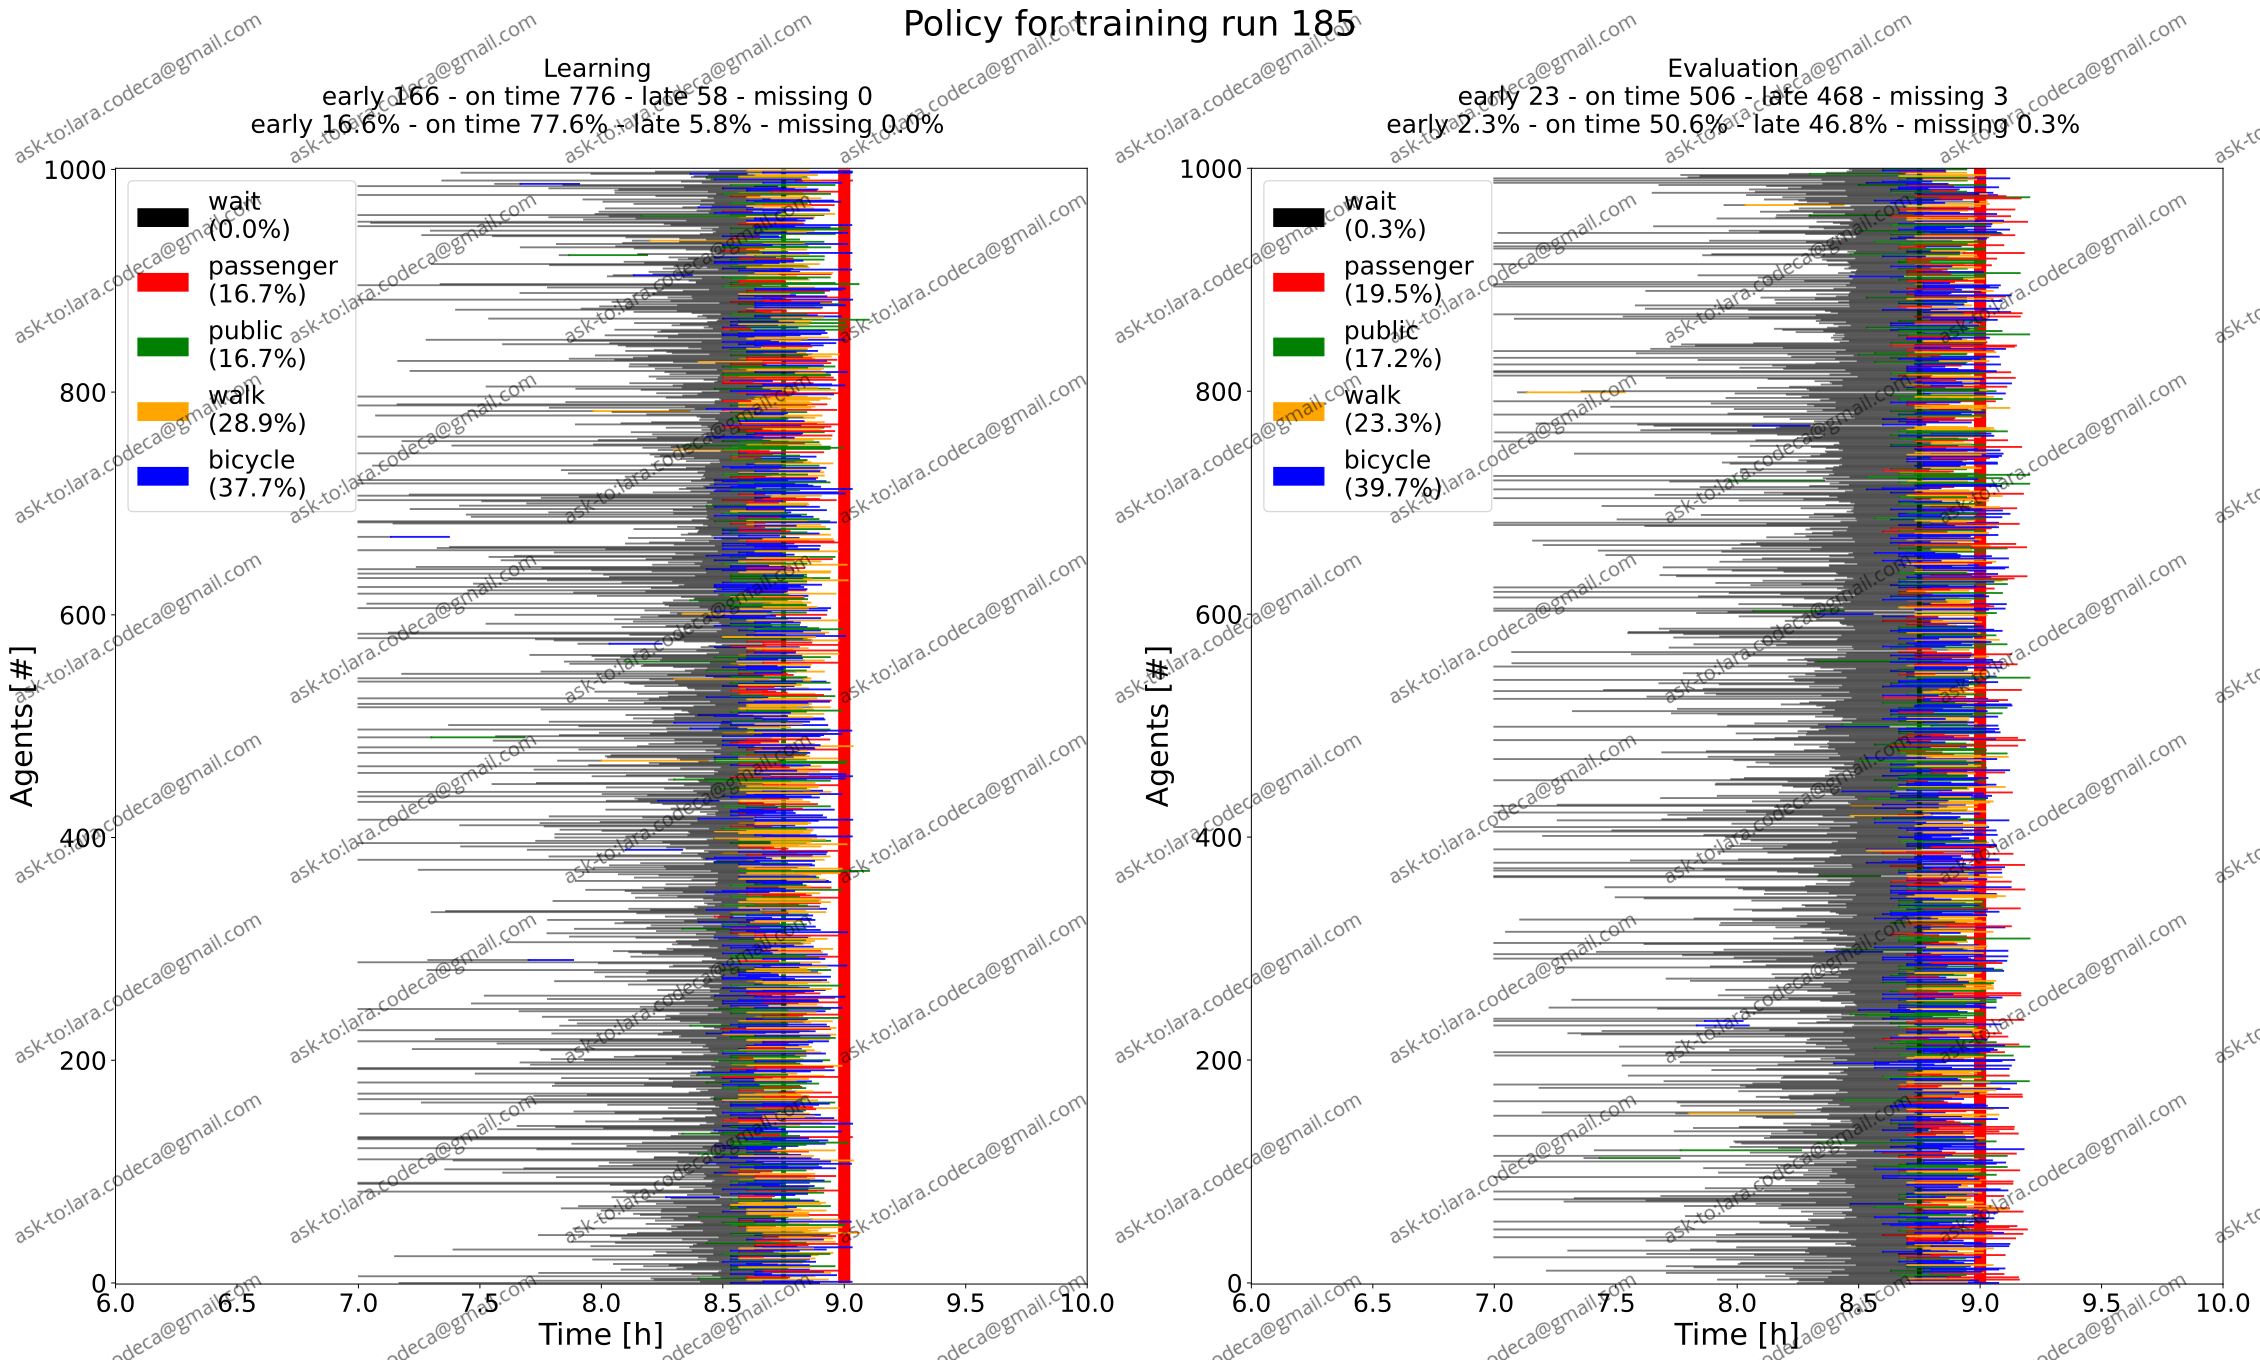 Policy for training run 185
Learning
early 166 - on time 776 - late 58 - missing 0
early 16.6% - on time 77.6% - late 5.8% - missing 0.0%
1000
800
600
400
200
0
Agents [#]
wait
(0.0%)
passenger
(16.7%)
public
(16.7%)
walk
(28.9%)
bicycle
(37.7%)
6.0 6.5 7.0 7.5 8.0 8.5 9.0 9.5 10.0
Time [h]
Evaluation
early 23 - on time 506 - late 468 - missing 3
early 2.3% - on time 50.6% - late 46.8% - missing 0.3%
1000
800
600
400
200
0
Agents [#]
wait
(0.3%)
passenger
(19.5%)
public
(17.2%)
walk
(23.3%)
bicycle
(39.7%)
6.0 6.5 7.0 7.5 8.0 8.5 9.0 9.5 10.0
Time [h]
ask-to:lara.codeca@gmail.com